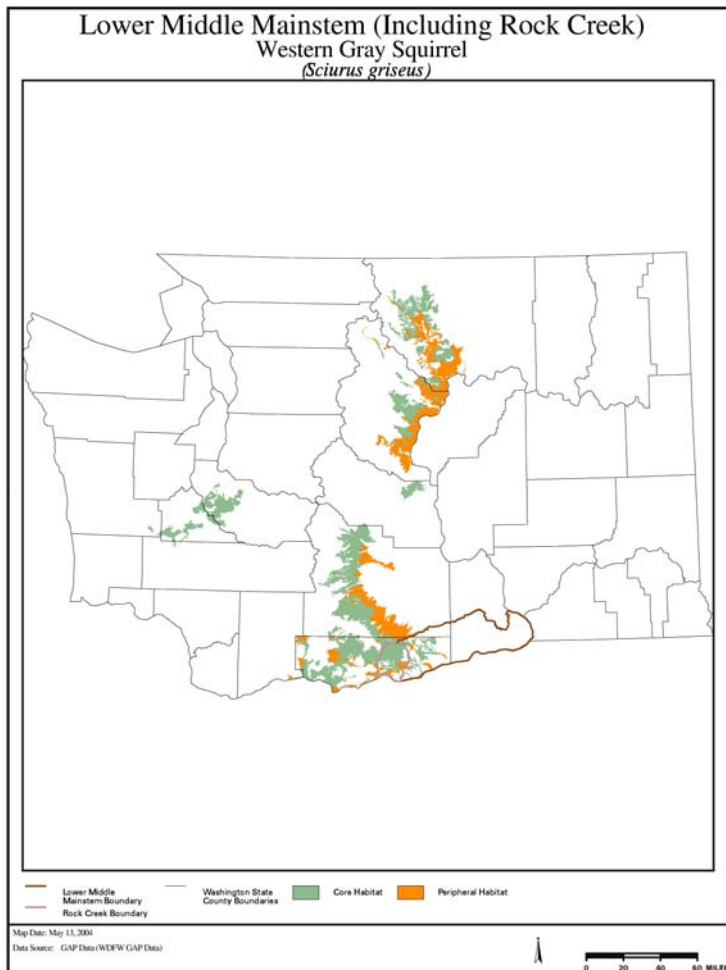 Lower Middle Mainstem (Including Rock Creek)
Western Gray Squirrel
(Sciurus griseus)
Lower Middle
Mainstem Boundary
Rock Creek Boundary
Washington State
County Boundaries
Core Habitat
Peripheral Habitat
Map Date: May 13, 2004
Data Source: GAP Data (WDFW GAP Data)
0 20 40 60 MILES